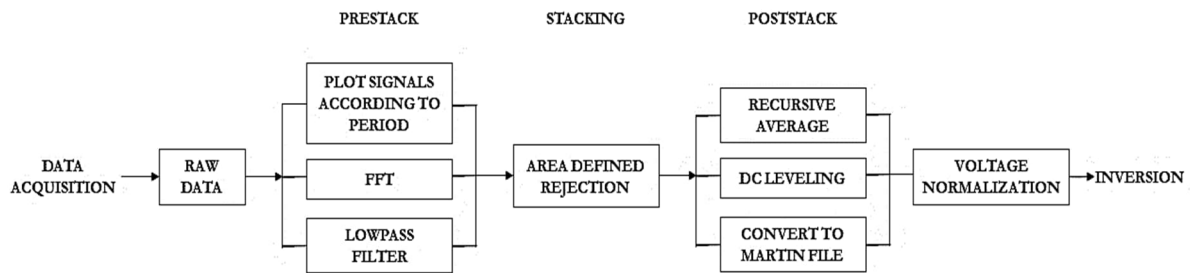 PRESTACK
STACKING
POSTSTACK
DATA
ACQUISITION
RAW
DATA
PLOT SIGNALS
ACCORDING TO
PERIOD
FFT
LOWPASS
FILTER
AREA DEFINED
REJECTION
RECURSIVE
AVERAGE
DC LEVELING
CONVERT TO
MARTIN FILE
VOLTAGE
NORMALIZATION
INVERSION